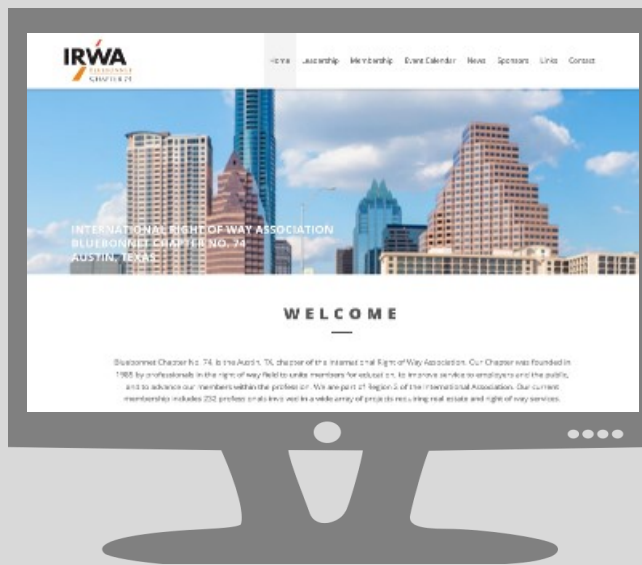 IRWA
BLUEBONNET
CHAPTER 74
Home Leadership Membership Event Calendar News Sponsors Links Contact
INTERNATIONAL RIGHT OF WAY ASSOCIATION
BLUEBONNET CHAPTER NO. 74
AUSTIN, TEXAS
WELCOME
Bluebonnet Chapter No. 74, is the Austin, TX, chapter of the International Right of Way Association. Our Chapter was founded in
by professionals in the right of way field to unite members for education, to improve service to employers and the public,
and to advance our members within the profession. We are part of Region 2 of the International Association. Our current
membership includes 232 professionals involved in a wide array of projects requiring real estate and right of way services.